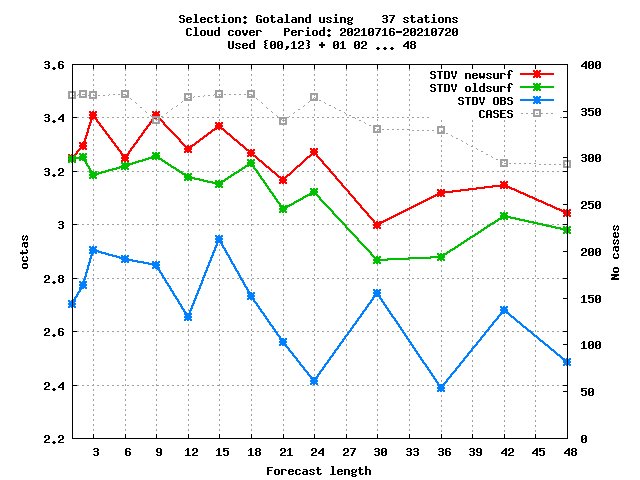 Selection: Gotaland using    37 stations
Cloud cover   Period: 20210716-20210720
Used {00,12} + 01 02 ... 48
STDV newsurf
STDV oldsurf
STDV OBS
CASES
3.6
3.4
3.2
3
2.8
2.6
2.4
2.2
octas
400
350
300
250
200
150
100
50
0
No cases
3 6 9 12 15 18 21 24 27 30 33 36 39 42 45 48
Forecast length